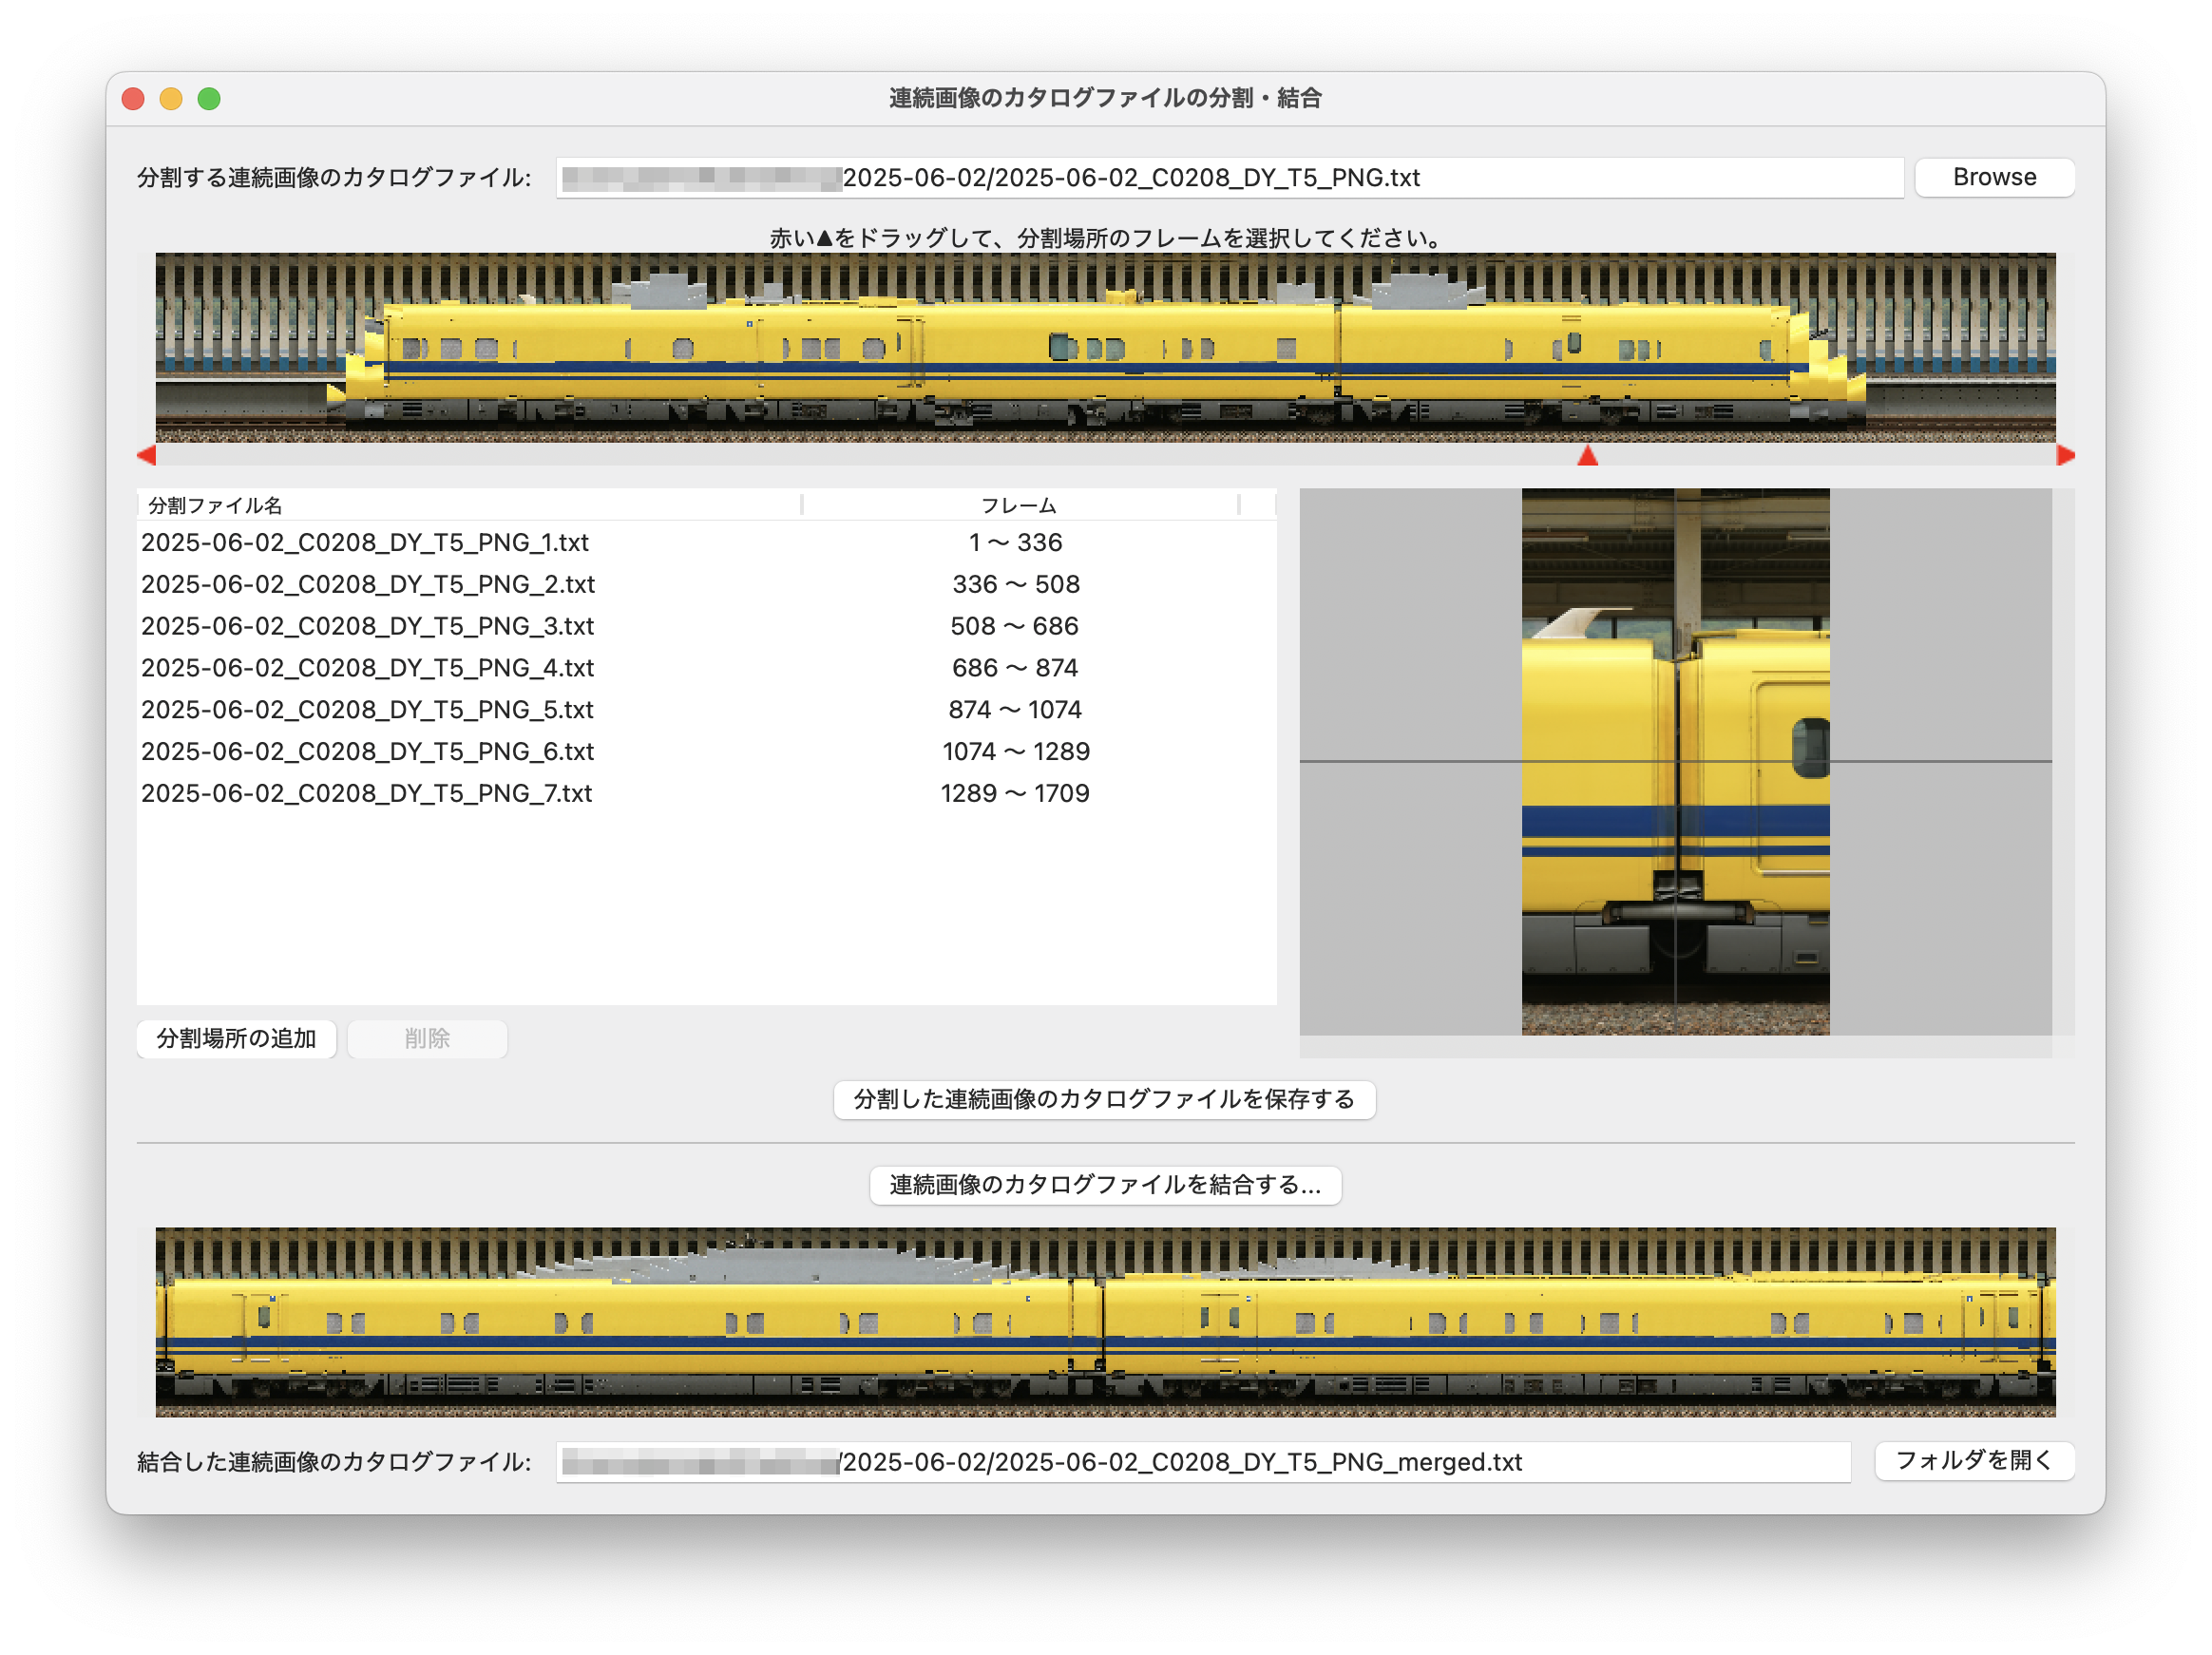 連続画像のカタログファイルの分割・結合
分割する連続画像のカタログファイル: 2025-06-02/2025-06-02_C0208_DY_T5_PNG.txt Browse
赤い▲をドラッグして、分割場所のフレームを選択してください。
分割ファイル名 フレーム
2025-06-02_C0208_DY_T5_PNG_1.txt 1 〜 336
2025-06-02_C0208_DY_T5_PNG_2.txt 336 〜 508
2025-06-02_C0208_DY_T5_PNG_3.txt 508 〜 686
2025-06-02_C0208_DY_T5_PNG_4.txt 686 〜 874
2025-06-02_C0208_DY_T5_PNG_5.txt 874 〜 1074
2025-06-02_C0208_DY_T5_PNG_6.txt 1074 〜 1289
2025-06-02_C0208_DY_T5_PNG_7.txt 1289 〜 1709
分割場所の追加 削除
分割した連続画像のカタログファイルを保存する
連続画像のカタログファイルを結合する...
結合した連続画像のカタログファイル: /2025-06-02/2025-06-02_C0208_DY_T5_PNG_merged.txt フォルダを開く